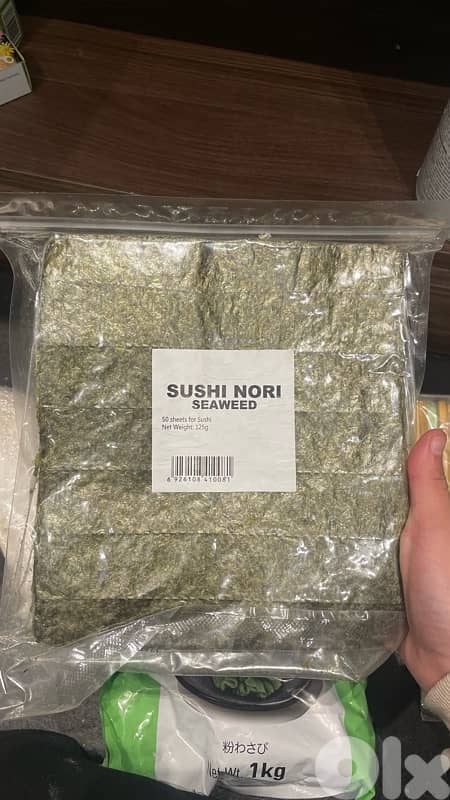 SUSHI NORI
SEAWEED
50 sheets for Sushi
Net Weight: 125g
6 926108 410081
粉わさび
Net Wt. 1kg
olx